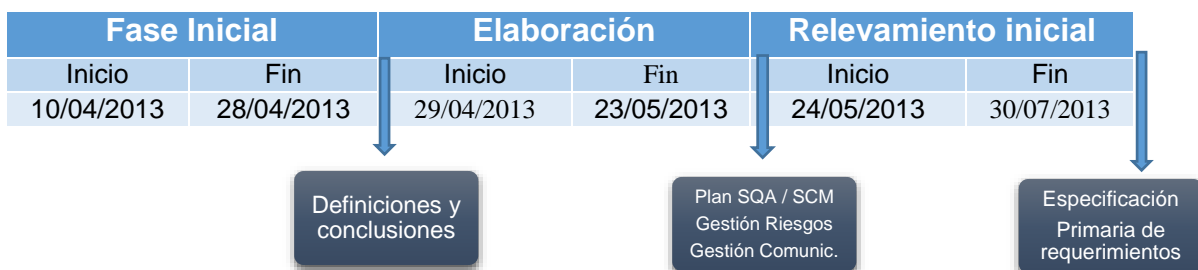 Fase Inicial Elaboración Relevamiento inicial
Inicio Fin Inicio Fin Inicio Fin
10/04/2013 28/04/2013 29/04/2013 23/05/2013 24/05/2013 30/07/2013
Definiciones y
conclusiones
Plan SQA / SCM
Gestión Riesgos
Gestión Comunic.
Especificación
Primaria de
requerimientos